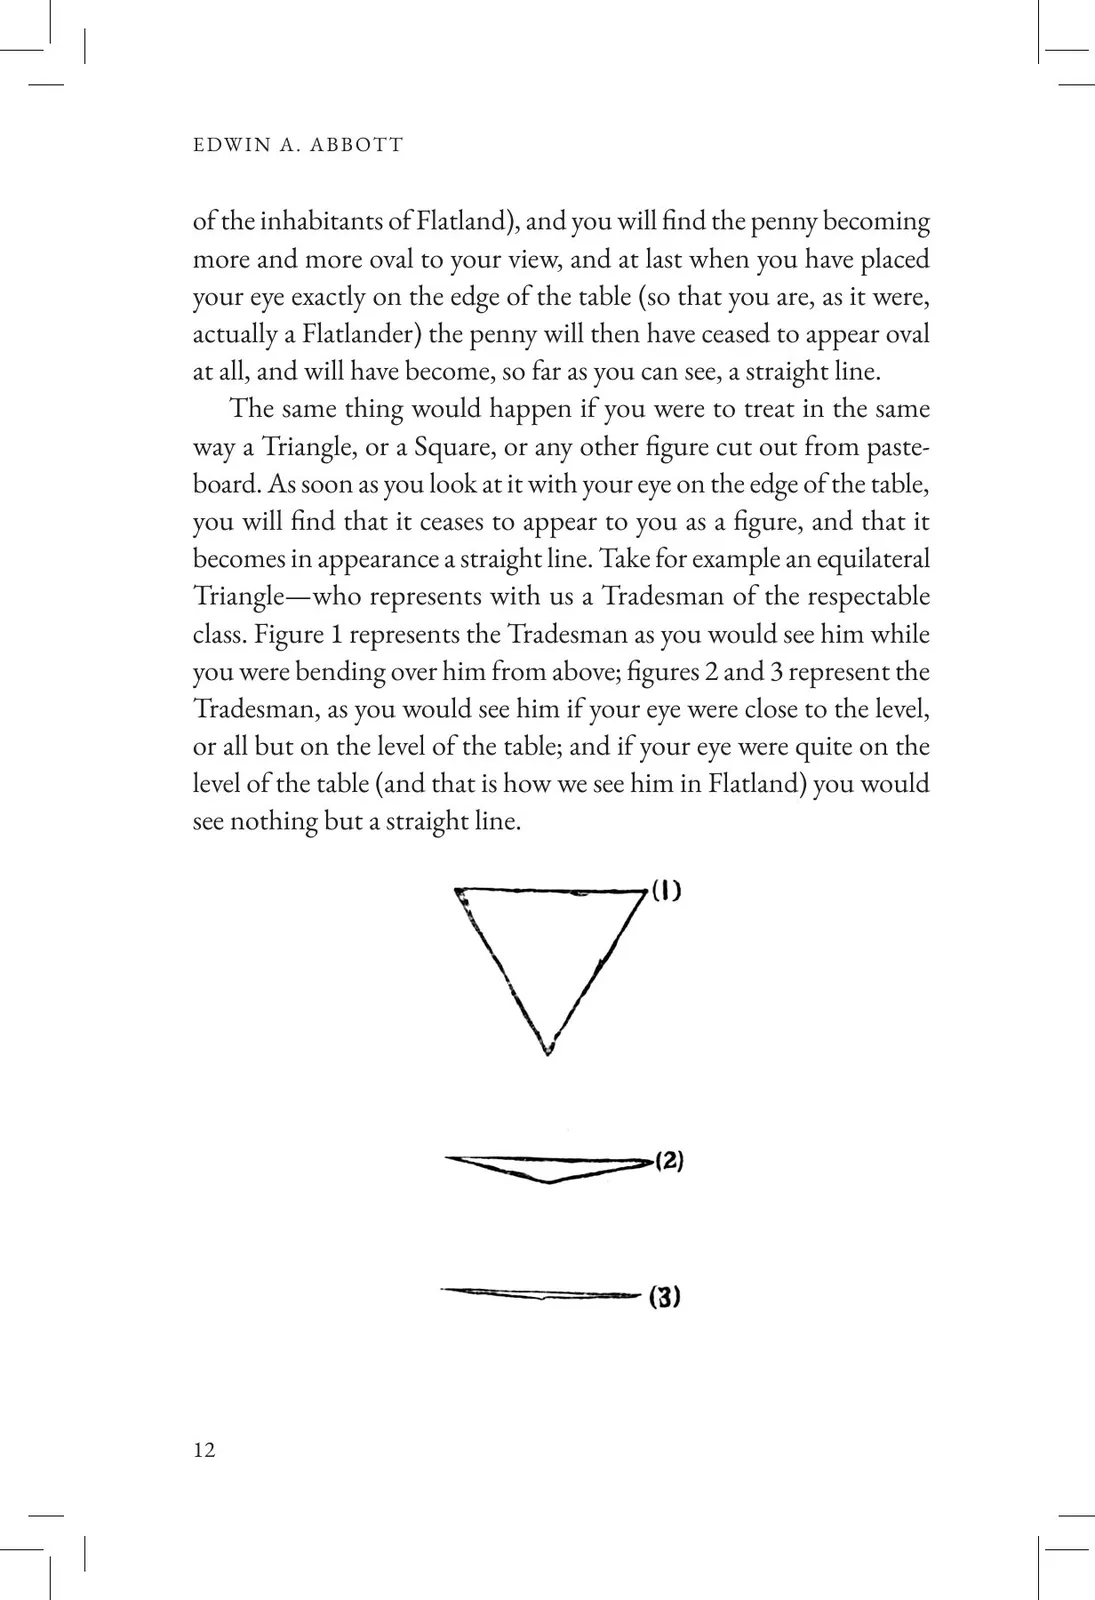 EDWIN A. ABBOTT
of the inhabitants of Flatland), and you will find the penny becoming
more and more oval to your view, and at last when you have placed
your eye exactly on the edge of the table (so that you are, as it were,
actually a Flatlander) the penny will then have ceased to appear oval
at all, and will have become, so far as you can see, a straight line.
The same thing would happen if you were to treat in the same
way a Triangle, or a Square, or any other figure cut out from paste-
board. As soon as you look at it with your eye on the edge of the table,
you will find that it ceases to appear to you as a figure, and that it
becomes in appearance a straight line. Take for example an equilateral
Triangle—who represents with us a Tradesman of the respectable
class. Figure 1 represents the Tradesman as you would see him while
you were bending over him from above; figures 2 and 3 represent the
Tradesman, as you would see him if your eye were close to the level,
or all but on the level of the table; and if your eye were quite on the
level of the table (and that is how we see him in Flatland) you would
see nothing but a straight line.
(1)
(2)
(3)
12